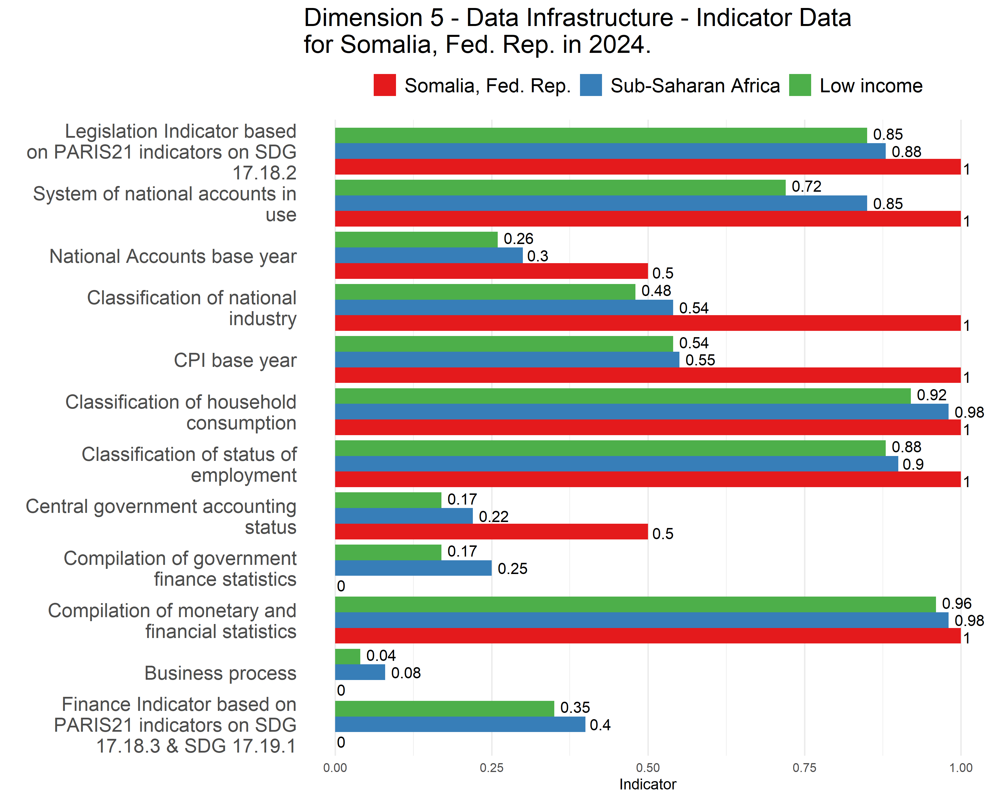 Dimension 5 - Data Infrastructure - Indicator Data
for Somalia, Fed. Rep. in 2024.
Somalia, Fed. Rep.
Sub-Saharan Africa
Low income
Legislation Indicator based
on PARIS21 indicators on SDG
17.18.2
0.85
0.88
1
System of national accounts in
use
0.72
0.85
1
National Accounts base year
0.26
0.3
0.5
Classification of national
industry
0.48
0.54
1
CPI base year
0.54
0.55
1
Classification of household
consumption
0.92
0.98
1
Classification of status of
employment
0.88
0.9
1
Central government accounting
status
0.17
0.22
0.5
Compilation of government
finance statistics
0.17
0.25
0
Compilation of monetary and
financial statistics
0.96
0.98
1
Business process
0.04
0.08
0
Finance Indicator based on
PARIS21 indicators on SDG
17.18.3 & SDG 17.19.1
0.35
0.4
0
0.00
0.25
0.50
0.75
1.00
Indicator